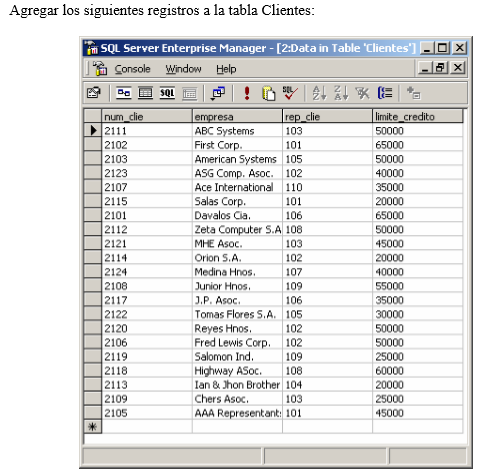 Agregar los siguientes registros a la tabla Clientes:
SQL Server Enterprise Manager - [2:Data in Table 'Clientes']
Console Window Help
num_clie empresa rep_clie limite_credito
2111 ABC Systems 103 50000
2102 First Corp. 101 65000
2103 American Systems 105 50000
2123 ASG Comp. Asoc. 102 40000
2107 Ace International 110 35000
2115 Salas Corp. 101 20000
2101 Davalos Cia. 106 65000
2112 Zeta Computer S.A 108 50000
2121 MHE Asoc. 103 45000
2114 Orion S.A. 102 20000
2124 Medina Hnos. 107 40000
2108 Junior Hnos. 109 55000
2117 J.P. Asoc. 106 35000
2122 Tomas Flores S.A. 105 30000
2120 Reyes Hnos. 102 50000
2106 Fred Lewis Corp. 102 50000
2119 Salomon Ind. 109 25000
2118 Highway ASoc. 108 60000
2113 Ian & Jhon Brother 104 20000
2109 Chers Asoc. 103 25000
2105 AAA Representant 101 45000